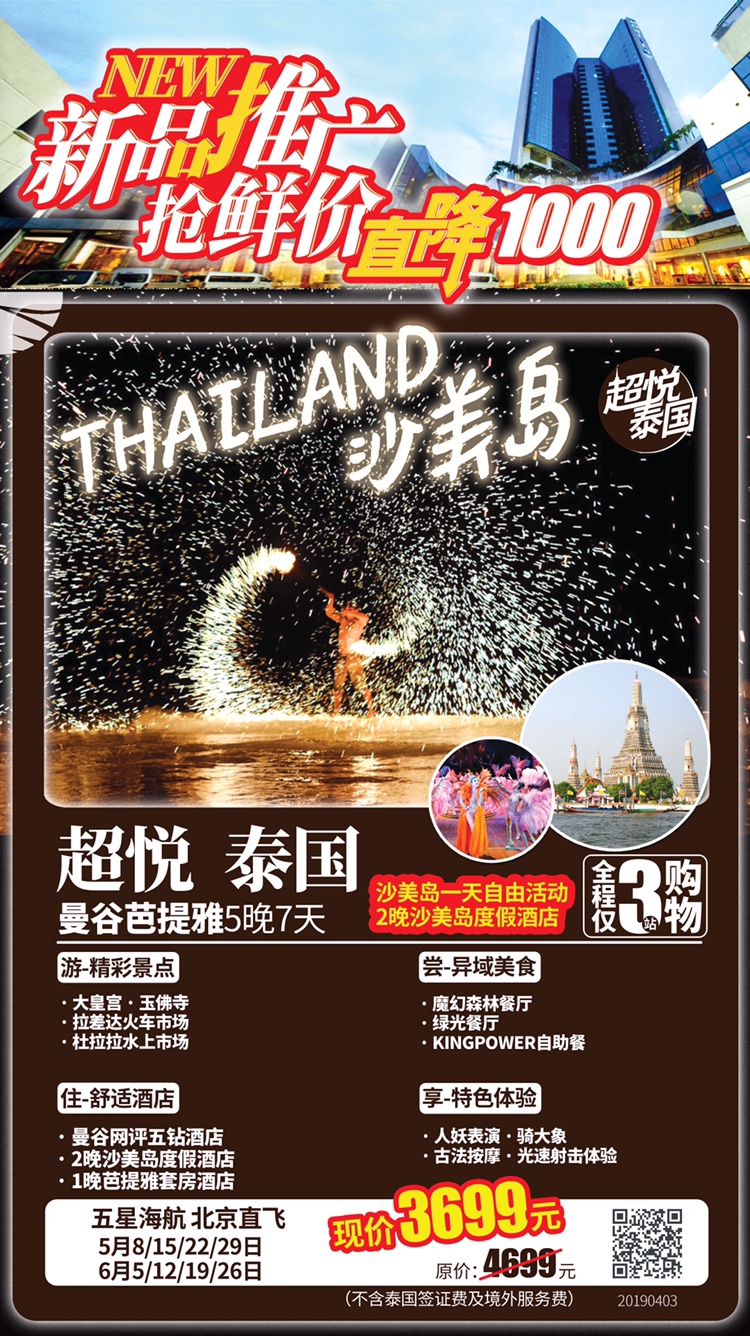 NEW
新品推广
抢鲜价直降1000
THAILAND
沙美岛
超悦
泰国
超悦 泰国
曼谷芭提雅5晚7天
沙美岛一天自由活动
2晚沙美岛度假酒店
全程仅3站购物
游-精彩景点
· 大皇宫 · 玉佛寺
· 拉差达火车市场
· 杜拉拉水上市场
尝-异域美食
· 魔幻森林餐厅
· 绿光餐厅
· KINGPOWER自助餐
住-舒适酒店
· 曼谷网评五钻酒店
· 2晚沙美岛度假酒店
· 1晚芭提雅套房酒店
享-特色体验
· 人妖表演 · 骑大象
· 古法按摩 · 光速射击体验
五星海航 北京直飞
5月8/15/22/29日
6月5/12/19/26日
现价3699元
原价：4699元
（不含泰国签证费及境外服务费）
20190403